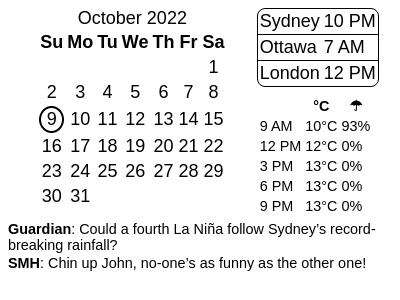 October 2022
Su Mo Tu We Th Fr Sa
1
2 3 4 5 6 7 8
9 10 11 12 13 14 15
16 17 18 19 20 21 22
23 24 25 26 27 28 29
30 31
Sydney 10 PM
Ottawa 7 AM
London 12 PM
°C ☂
9 AM 10°C 93%
12 PM 12°C 0%
3 PM 13°C 0%
6 PM 13°C 0%
9 PM 13°C 0%
Guardian: Could a fourth La Niña follow Sydney’s record-
breaking rainfall?
SMH: Chin up John, no-one’s as funny as the other one!